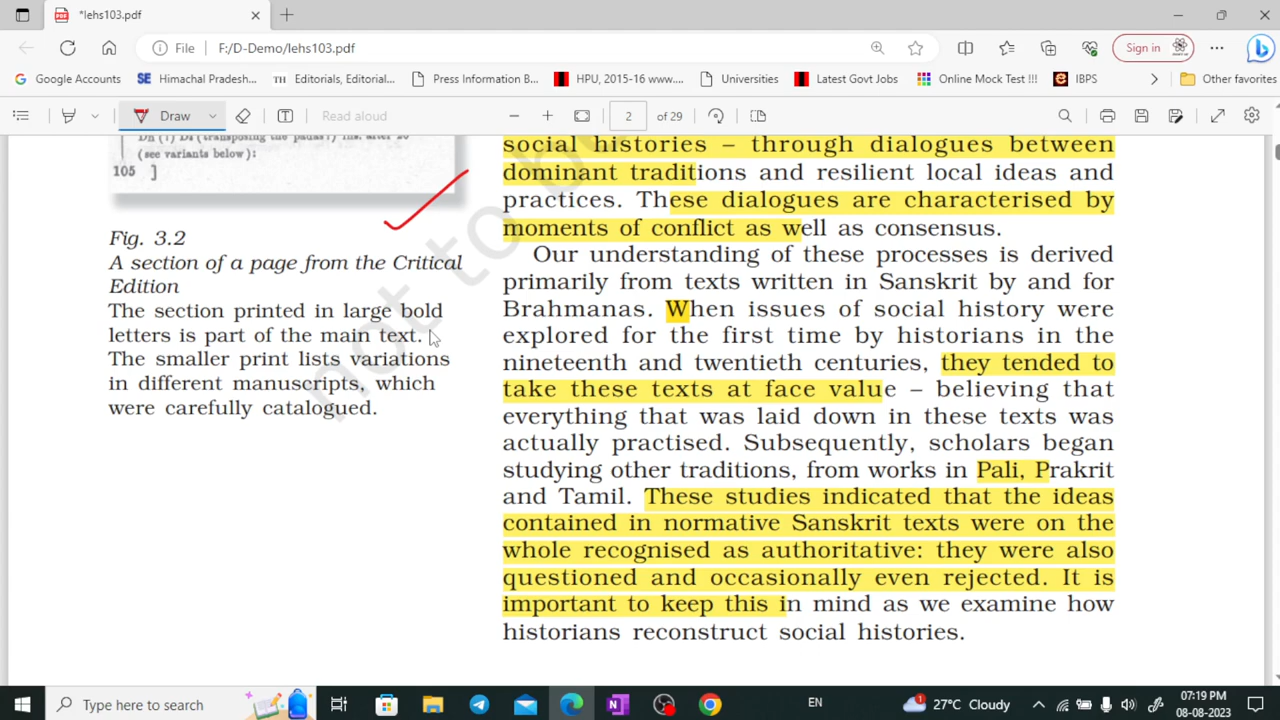 *lehs103.pdf
File F:/D-Demo/lehs103.pdf Sign in
Google Accounts SE Himachal Pradesh... TH Editorials, Editorial... Press Information B... HPU, 2015-16 www.... Universities Latest Govt Jobs Online Mock Test !!! IBPS Other favorites
Draw Read aloud 2 of 29
(see variants below):
105 ]
Fig. 3.2
A section of a page from the Critical
Edition
The section printed in large bold
letters is part of the main text.
The smaller print lists variations
in different manuscripts, which
were carefully catalogued.
social histories – through dialogues between
dominant traditions and resilient local ideas and
practices. These dialogues are characterised by
moments of conflict as well as consensus.
Our understanding of these processes is derived
primarily from texts written in Sanskrit by and for
Brahmanas. When issues of social history were
explored for the first time by historians in the
nineteenth and twentieth centuries, they tended to
take these texts at face value – believing that
everything that was laid down in these texts was
actually practised. Subsequently, scholars began
studying other traditions, from works in Pali, Prakrit
and Tamil. These studies indicated that the ideas
contained in normative Sanskrit texts were on the
whole recognised as authoritative: they were also
questioned and occasionally even rejected. It is
important to keep this in mind as we examine how
historians reconstruct social histories.
not to b
Type here to search 1 27°C Cloudy EN 07:19 PM
08-08-2023